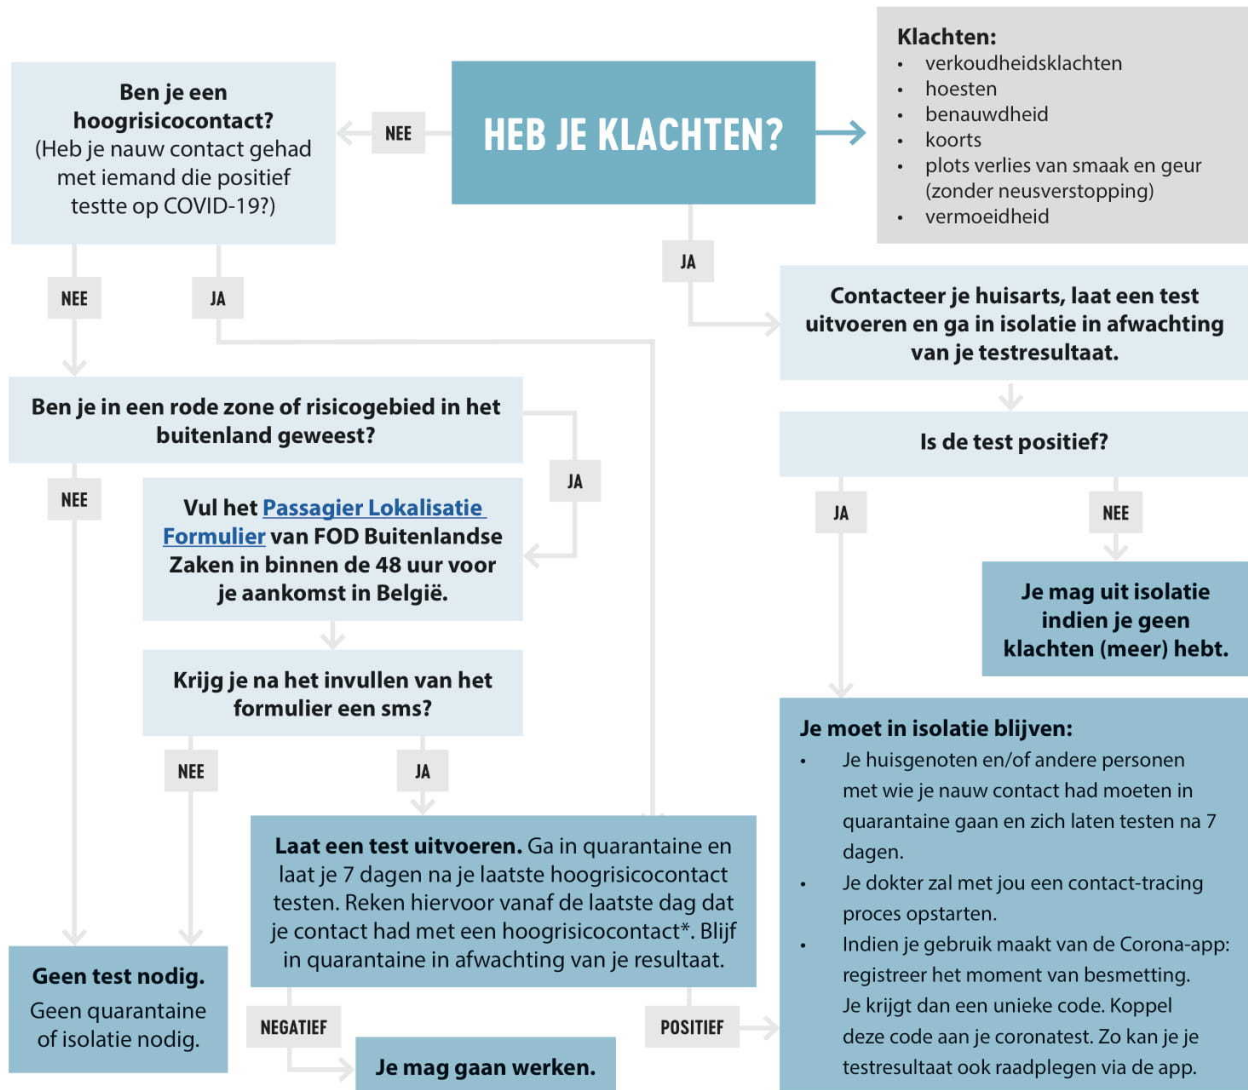 HEB JE KLACHTEN?
Klachten:
• verkoudheidsklachten
• hoesten
• benauwdheid
• koorts
• plots verlies van smaak en geur
(zonder neusverstopping)
• vermoeidheid
NEE
Ben je een
hoogrisicocontact?
(Heb je nauw contact gehad
met iemand die positief
testte op COVID-19?)
NEE
JA
JA
Contacteer je huisarts, laat een test
uitvoeren en ga in isolatie in afwachting
van je testresultaat.
Ben je in een rode zone of risicogebied in het
buitenland geweest?
Is de test positief?
NEE
JA
JA
NEE
Vul het Passagier Lokalisatie
Formulier van FOD Buitenlandse
Zaken in binnen de 48 uur voor
je aankomst in België.
Je mag uit isolatie
indien je geen
klachten (meer) hebt.
Krijg je na het invullen van het
formulier een sms?
NEE
JA
Je moet in isolatie blijven:
• Je huisgenoten en/of andere personen
met wie je nauw contact had moeten in
quarantaine gaan en zich laten testen na 7
dagen.
• Je dokter zal met jou een contact-tracing
proces opstarten.
• Indien je gebruik maakt van de Corona-app:
registreer het moment van besmetting.
Je krijgt dan een unieke code. Koppel
deze code aan je coronatest. Zo kan je je
testresultaat ook raadplegen via de app.
Laat een test uitvoeren. Ga in quarantaine en
laat je 7 dagen na je laatste hoogrisicocontact
testen. Reken hiervoor vanaf de laatste dag dat
je contact had met een hoogrisicocontact*. Blijf
in quarantaine in afwachting van je resultaat.
Geen test nodig.
Geen quarantaine
of isolatie nodig.
NEGATIEF
POSITIEF
Je mag gaan werken.